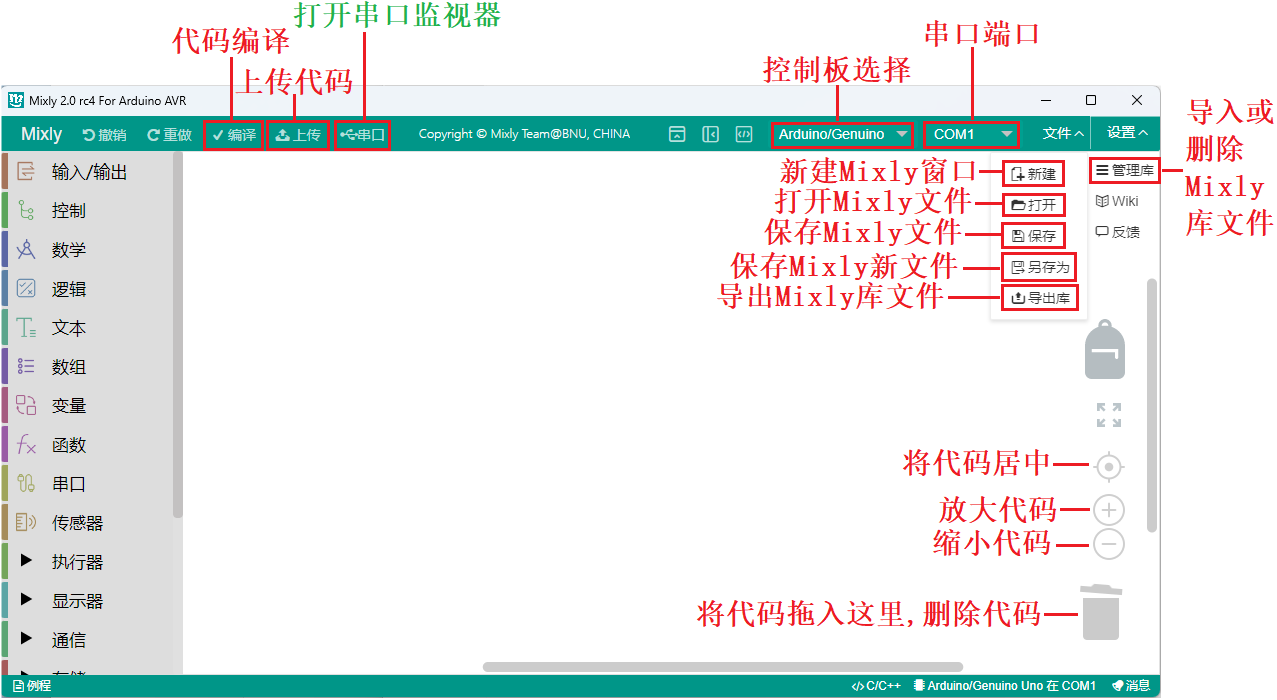 打开串口监视器
代码编译
上传代码
串口端口
控制板选择
Mixly 2.0 rc4 For Arduino AVR
Mixly 撤销 重做 编译 上传 串口 Copyright © Mixly Team@BNU, CHINA Arduino/Genuino COM1 文件 设置
导入或
删除
Mixly
库文件
输入/输出
控制
数学
逻辑
文本
数组
变量
函数
串口
传感器
执行器
显示器
通信
新建Mixly窗口 新建
打开Mixly文件 打开
保存Mixly文件 保存
保存Mixly新文件 另存为
导出Mixly库文件 导出库
管理库
Wiki
反馈
将代码居中
放大代码
缩小代码
将代码拖入这里,删除代码
例程 C/C++ Arduino/Genuino Uno 在 COM1 消息